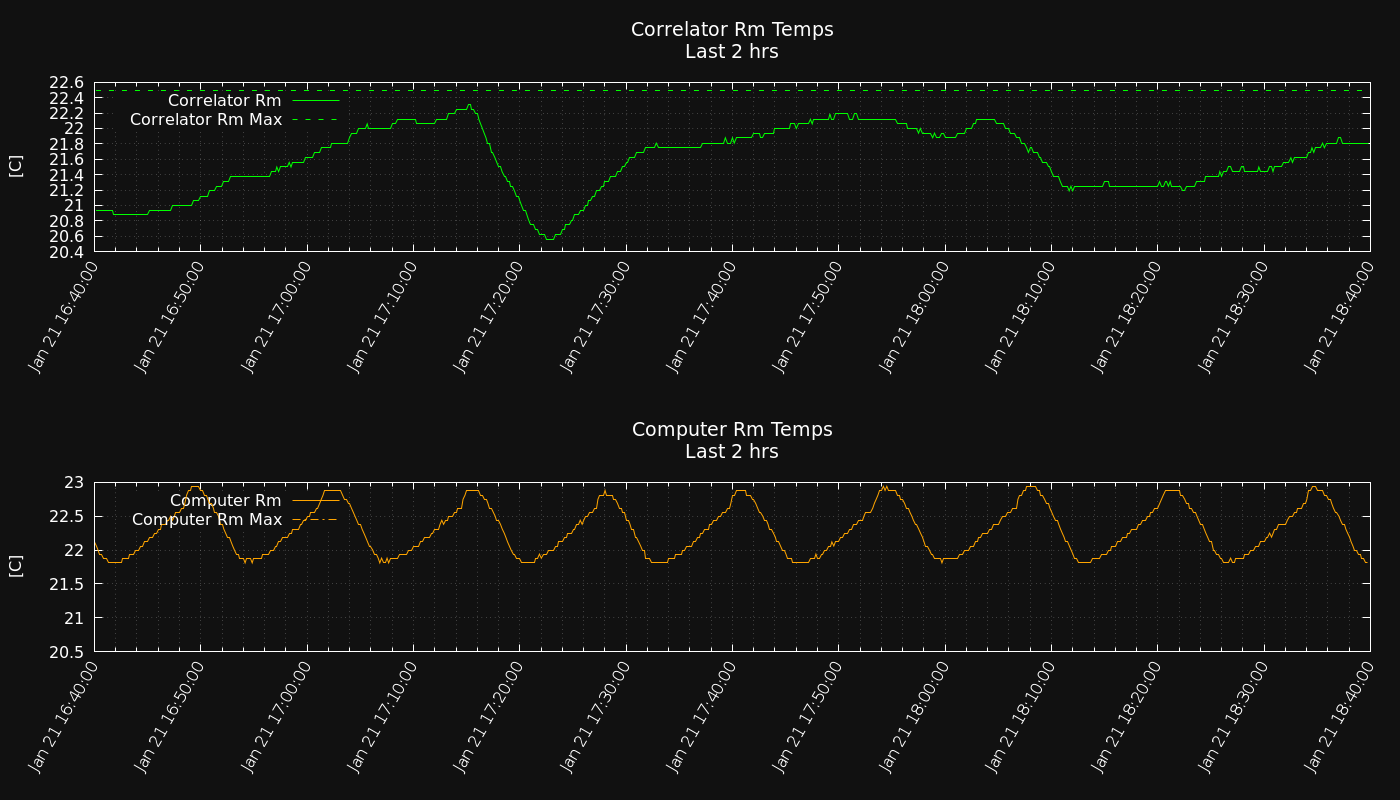 Correlator Rm Temps
Last 2 hrs
22.6
22.4
22.2
22
21.8
21.6
21.4
21.2
21
20.8
20.6
20.4
[C]
Correlator Rm
Correlator Rm Max
Jan 21 16:40:00
Jan 21 16:50:00
Jan 21 17:00:00
Jan 21 17:10:00
Jan 21 17:20:00
Jan 21 17:30:00
Jan 21 17:40:00
Jan 21 17:50:00
Jan 21 18:00:00
Jan 21 18:10:00
Jan 21 18:20:00
Jan 21 18:30:00
Jan 21 18:40:00
Computer Rm Temps
Last 2 hrs
23
22.5
22
21.5
21
20.5
[C]
Computer Rm
Computer Rm Max
Jan 21 16:40:00
Jan 21 16:50:00
Jan 21 17:00:00
Jan 21 17:10:00
Jan 21 17:20:00
Jan 21 17:30:00
Jan 21 17:40:00
Jan 21 17:50:00
Jan 21 18:00:00
Jan 21 18:10:00
Jan 21 18:20:00
Jan 21 18:30:00
Jan 21 18:40:00